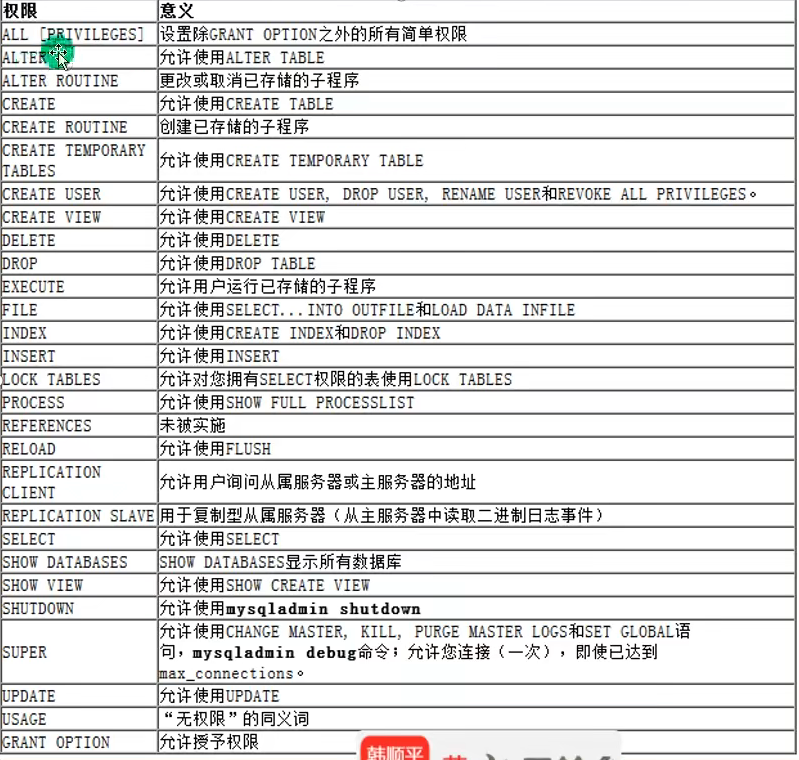 权限 意义
ALL [PRIVILEGES] 设置除GRANT OPTION之外的所有简单权限
ALTER 允许使用ALTER TABLE
ALTER ROUTINE 更改或取消已存储的子程序
CREATE 允许使用CREATE TABLE
CREATE ROUTINE 创建已存储的子程序
CREATE TEMPORARY
TABLES 允许使用CREATE TEMPORARY TABLE
CREATE USER 允许使用CREATE USER, DROP USER, RENAME USER和REVOKE ALL PRIVILEGES。
CREATE VIEW 允许使用CREATE VIEW
DELETE 允许使用DELETE
DROP 允许使用DROP TABLE
EXECUTE 允许用户运行已存储的子程序
FILE 允许使用SELECT...INTO OUTFILE和LOAD DATA INFILE
INDEX 允许使用CREATE INDEX和DROP INDEX
INSERT 允许使用INSERT
LOCK TABLES 允许对您拥有SELECT权限的表使用LOCK TABLES
PROCESS 允许使用SHOW FULL PROCESSLIST
REFERENCES 未被实施
RELOAD 允许使用FLUSH
REPLICATION
CLIENT 允许用户询问从属服务器或主服务器的地址
REPLICATION SLAVE 用于复制型从属服务器（从主服务器中读取二进制日志事件）
SELECT 允许使用SELECT
SHOW DATABASES SHOW DATABASES显示所有数据库
SHOW VIEW 允许使用SHOW CREATE VIEW
SHUTDOWN 允许使用mysqladmin shutdown
SUPER 允许使用CHANGE MASTER, KILL, PURGE MASTER LOGS和SET GLOBAL语
句，mysqladmin debug命令；允许您连接（一次），即使已达到
max_connections。
UPDATE 允许使用UPDATE
USAGE “无权限”的同义词
GRANT OPTION 允许授予权限
韩顺平